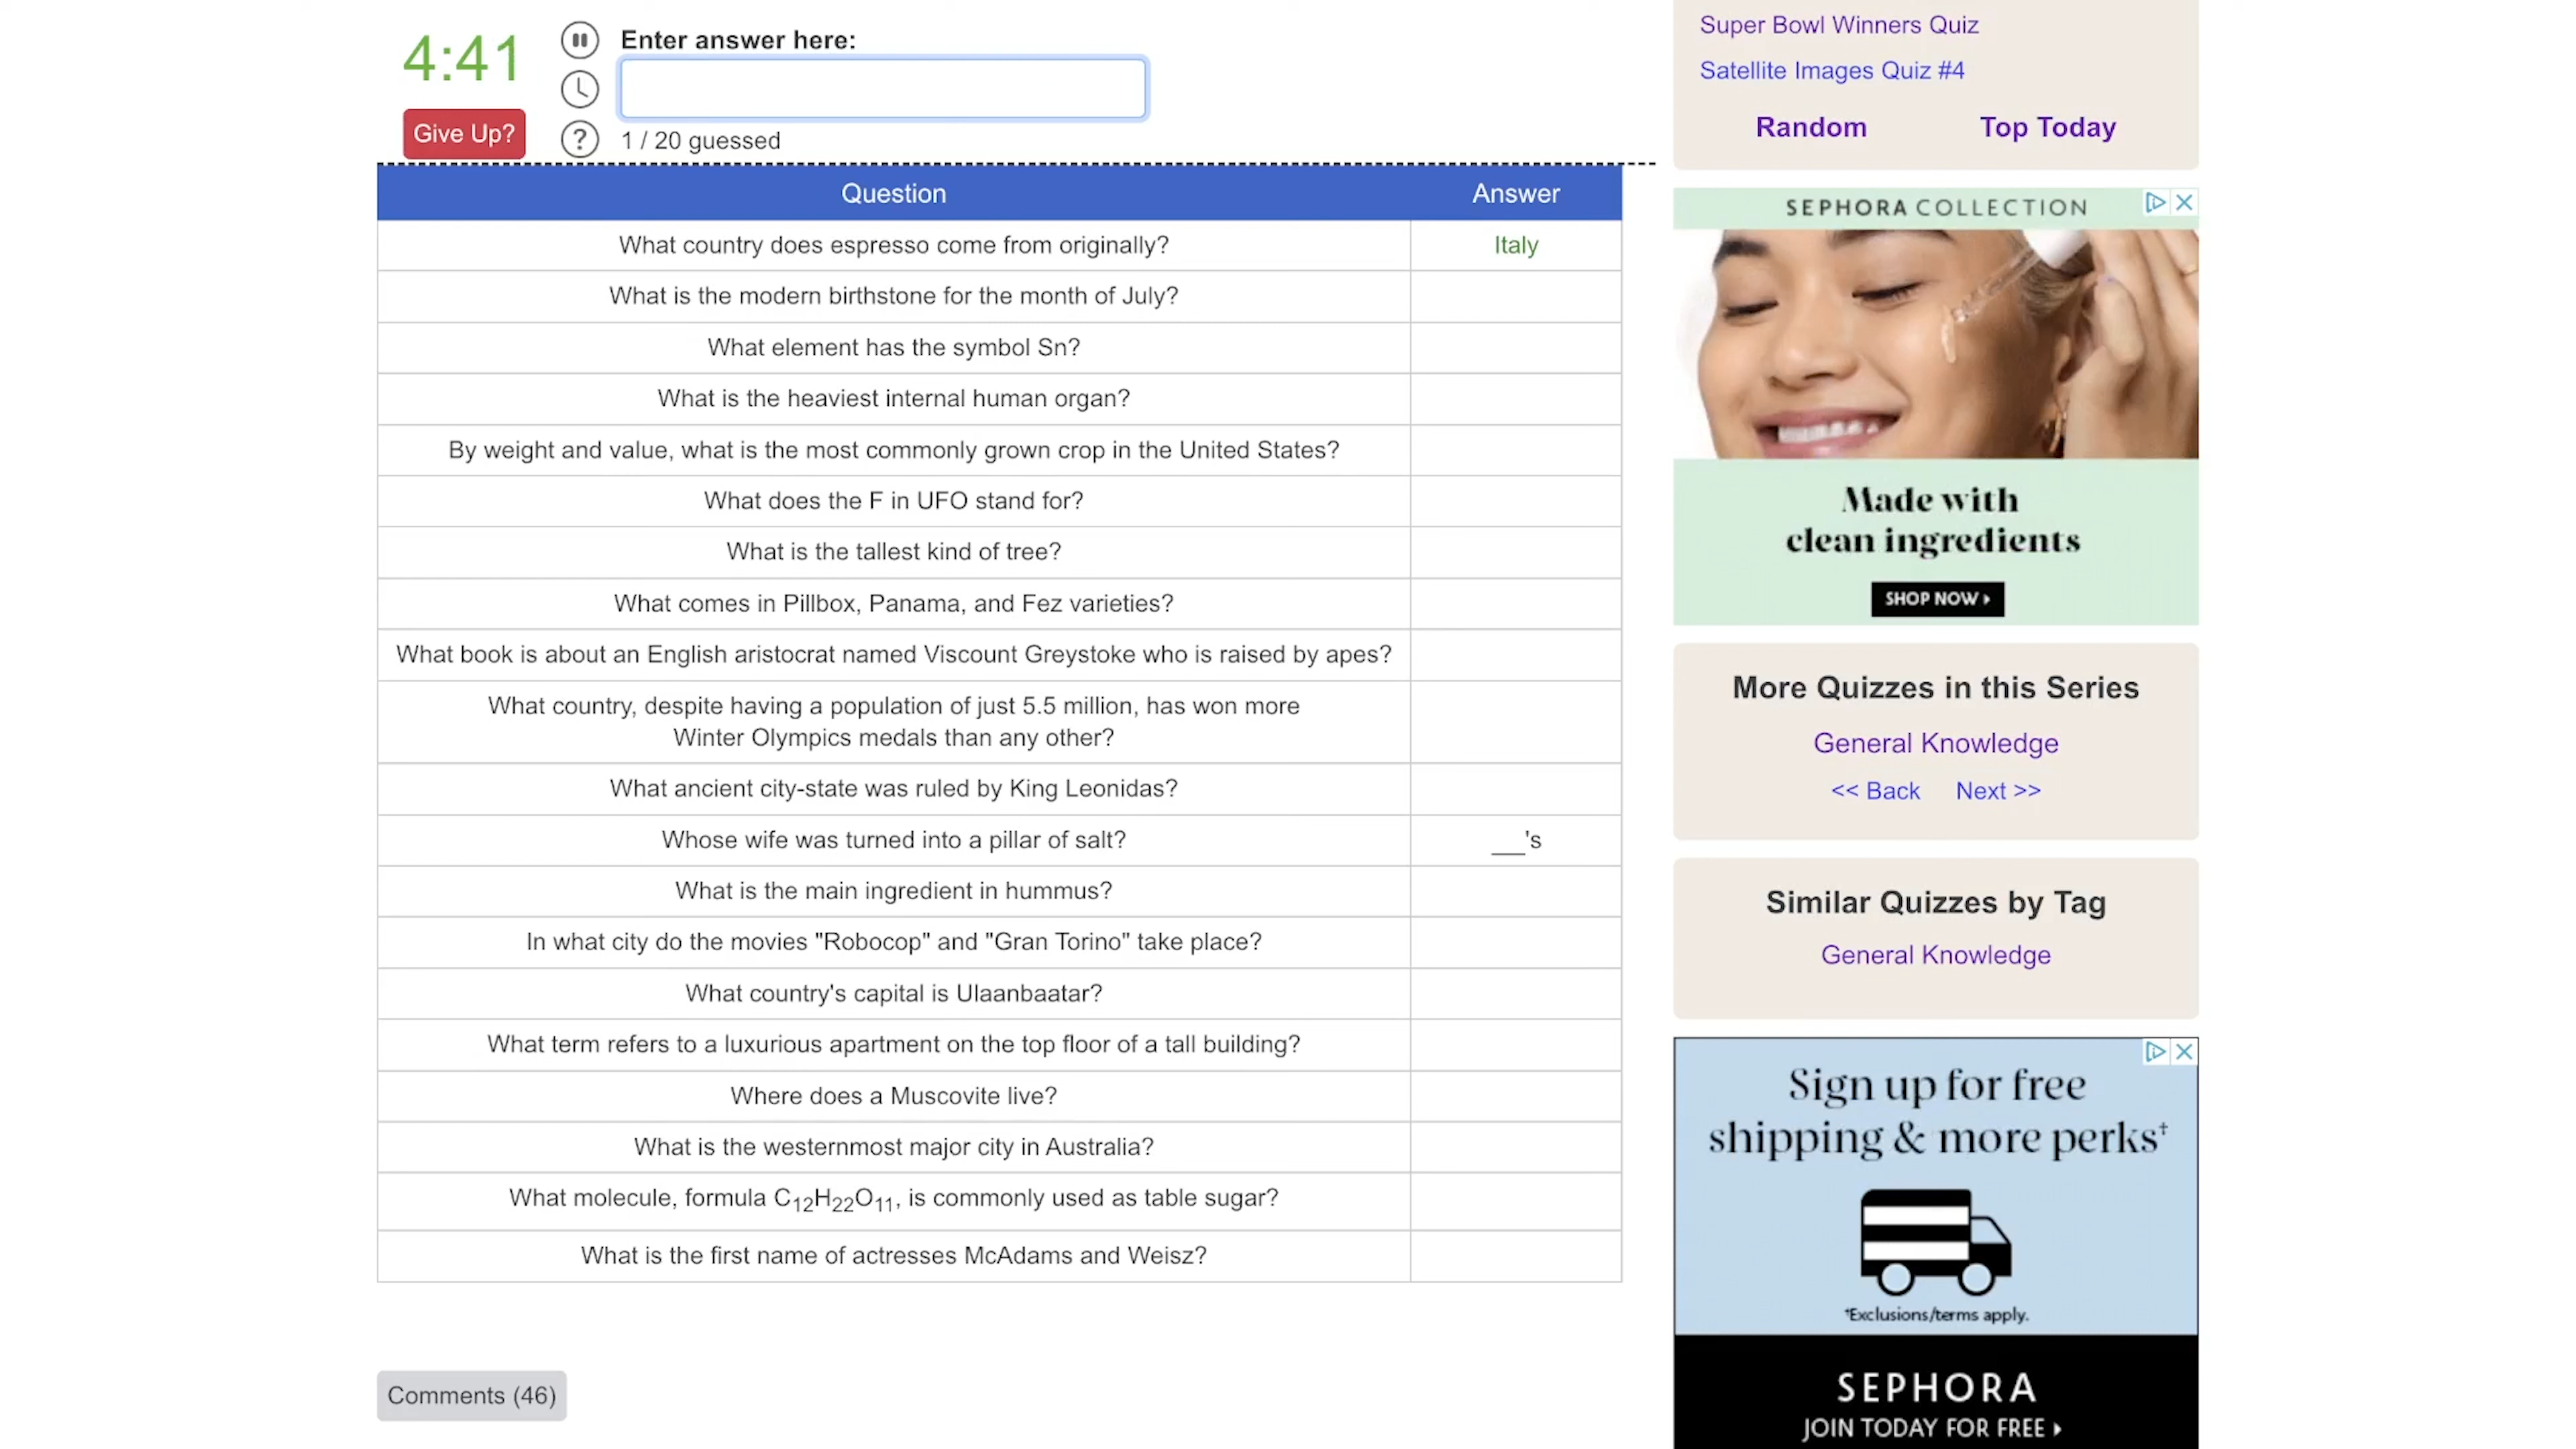 4:41
Give Up?
Enter answer here:
1 / 20 guessed
Question Answer
What country does espresso come from originally? Italy
What is the modern birthstone for the month of July?
What element has the symbol Sn?
What is the heaviest internal human organ?
By weight and value, what is the most commonly grown crop in the United States?
What does the F in UFO stand for?
What is the tallest kind of tree?
What comes in Pillbox, Panama, and Fez varieties?
What book is about an English aristocrat named Viscount Greystoke who is raised by apes?
What country, despite having a population of just 5.5 million, has won more
Winter Olympics medals than any other?
What ancient city-state was ruled by King Leonidas?
Whose wife was turned into a pillar of salt? ___'s
What is the main ingredient in hummus?
In what city do the movies "Robocop" and "Gran Torino" take place?
What country's capital is Ulaanbaatar?
What term refers to a luxurious apartment on the top floor of a tall building?
Where does a Muscovite live?
What is the westernmost major city in Australia?
What molecule, formula C₁₂H₂₂O₁₁, is commonly used as table sugar?
What is the first name of actresses McAdams and Weisz?
Comments (46)
Super Bowl Winners Quiz
Satellite Images Quiz #4
Random Top Today
SEPHORA COLLECTION
Made with
clean ingredients
SHOP NOW
More Quizzes in this Series
General Knowledge
<< Back Next >>
Similar Quizzes by Tag
General Knowledge
Sign up for free
shipping & more perks†
†Exclusions/terms apply.
SEPHORA
JOIN TODAY FOR FREE